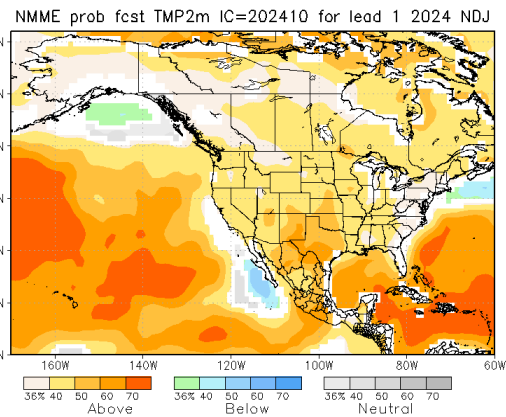 NMME prob fcst TMP2m IC=202410 for lead 1 2024 NDJ
N
N
N
N
N
N
N
160W 140W 120W 100W 80W 60W
36% 40 50 60 70 36% 40 50 60 70 36% 40 50 60 70
Above Below Neutral